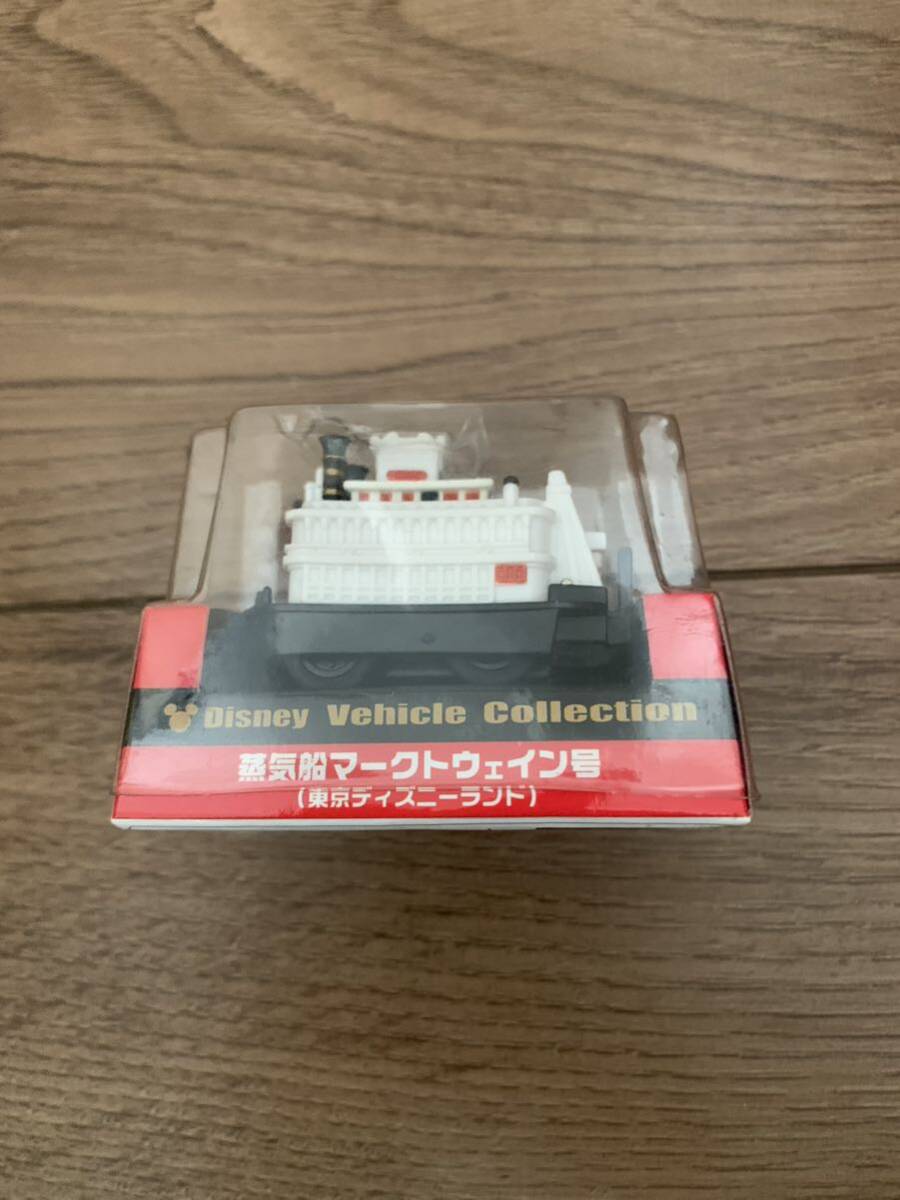 Disney Vehicle Collection
蒸気船マークトウェイン号
(東京ディズニーランド)